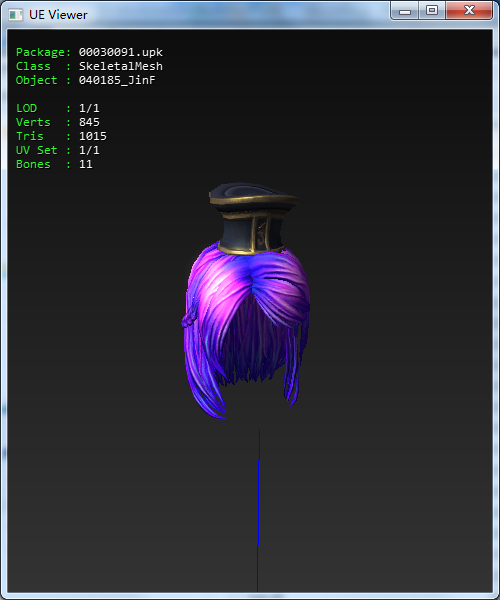 UE Viewer
Package: 00030091.upk
Class : SkeletalMesh
Object : 040185_JinF
LOD : 1/1
Verts : 845
Tris : 1015
UV Set : 1/1
Bones : 11